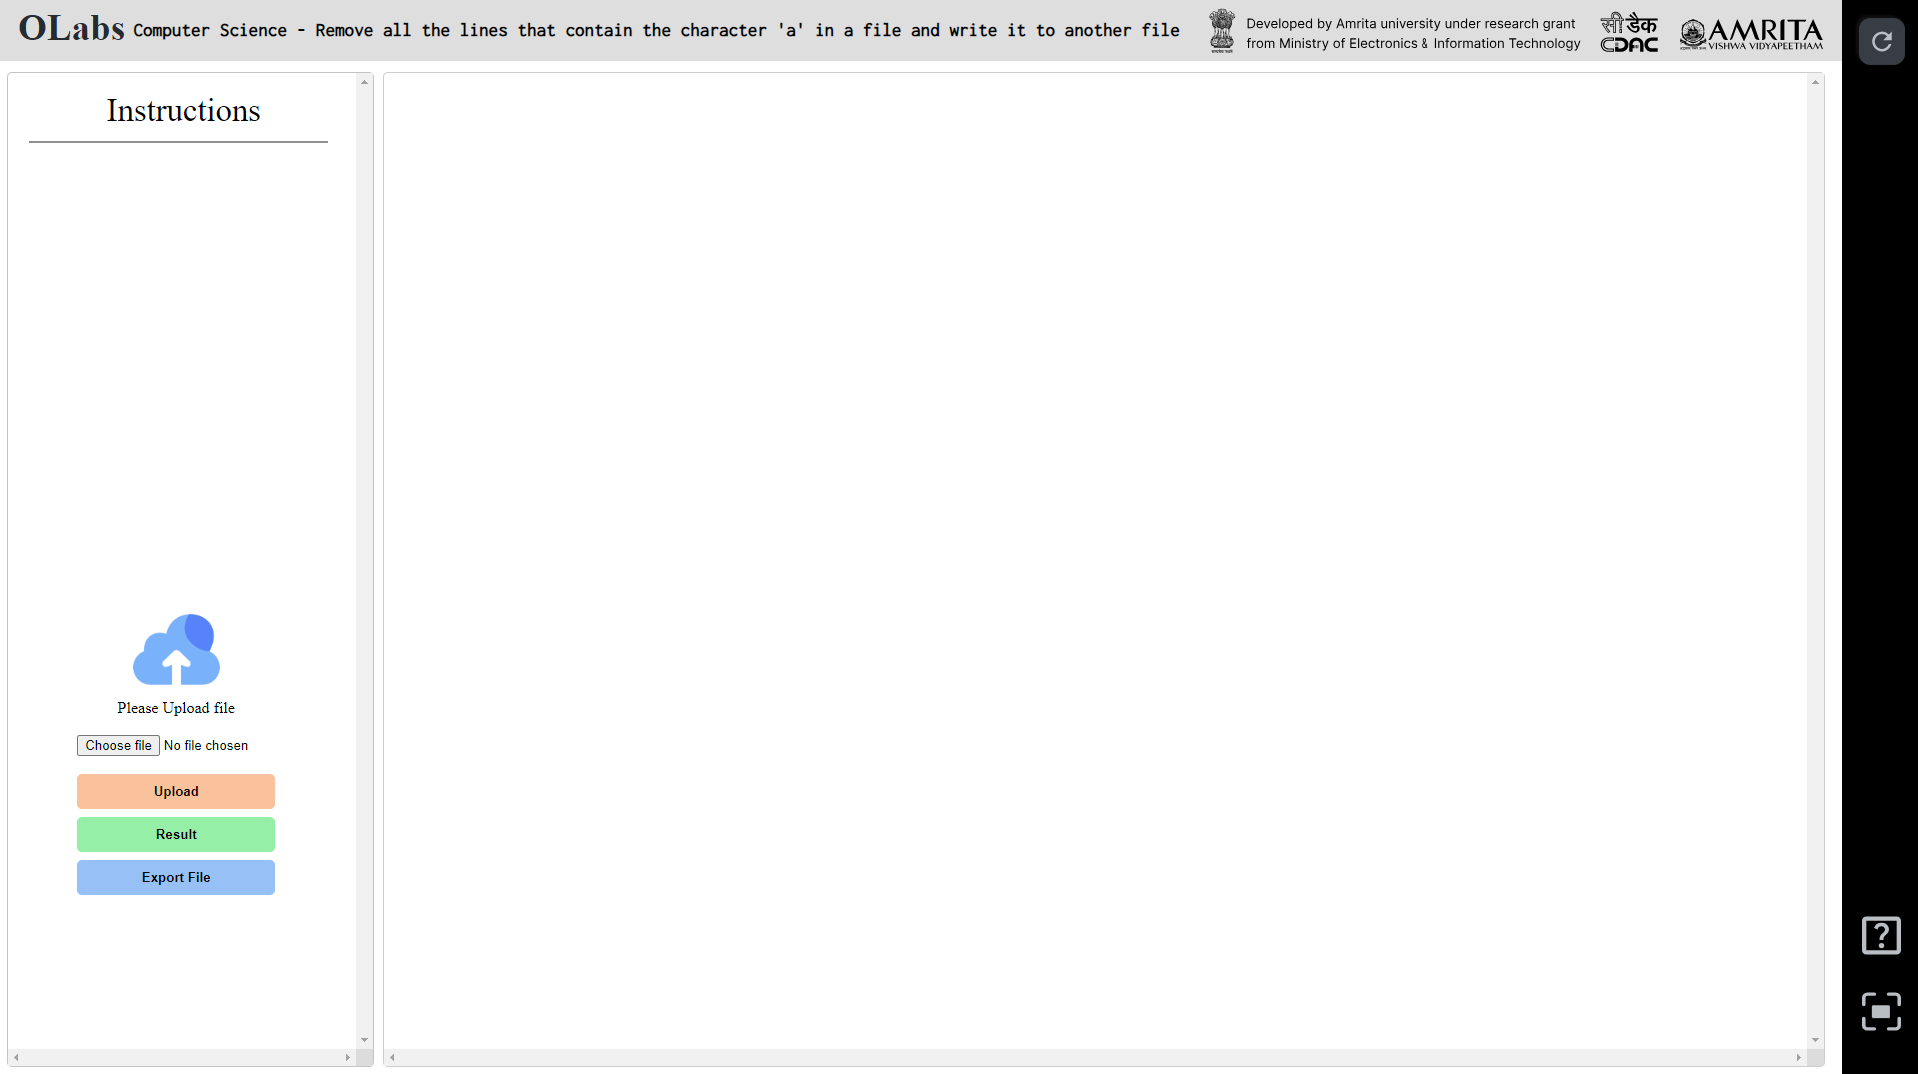 OLabs Computer Science - Remove all the lines that contain the character 'a' in a file and write it to another file
Developed by Amrita university under research grant
from Ministry of Electronics & Information Technology
सी डैक
CDAC
AMRITA
VISHWA VIDYAPEETHAM
Instructions
Please Upload file
Choose file No file chosen
Upload
Result
Export File